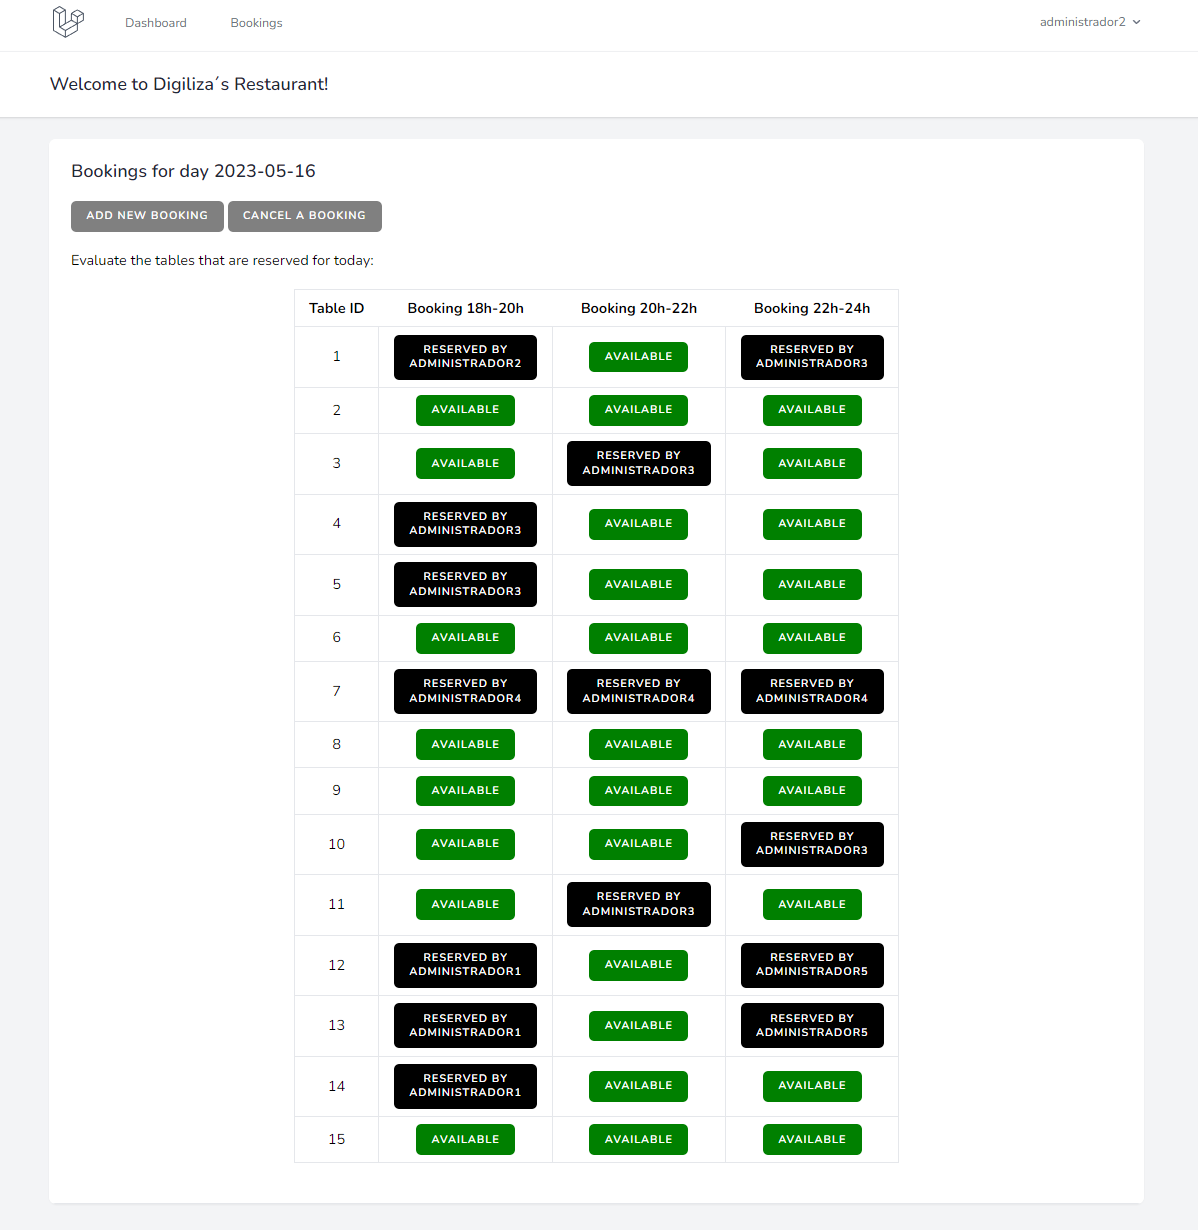 Dashboard Bookings administrador2
Welcome to Digiliza´s Restaurant!
Bookings for day 2023-05-16
ADD NEW BOOKING CANCEL A BOOKING
Evaluate the tables that are reserved for today:
Table ID Booking 18h-20h Booking 20h-22h Booking 22h-24h
1 RESERVED BY ADMINISTRADOR2 AVAILABLE RESERVED BY ADMINISTRADOR3
2 AVAILABLE AVAILABLE AVAILABLE
3 AVAILABLE RESERVED BY ADMINISTRADOR3 AVAILABLE
4 RESERVED BY ADMINISTRADOR3 AVAILABLE AVAILABLE
5 RESERVED BY ADMINISTRADOR3 AVAILABLE AVAILABLE
6 AVAILABLE AVAILABLE AVAILABLE
7 RESERVED BY ADMINISTRADOR4 RESERVED BY ADMINISTRADOR4 RESERVED BY ADMINISTRADOR4
8 AVAILABLE AVAILABLE AVAILABLE
9 AVAILABLE AVAILABLE AVAILABLE
10 AVAILABLE AVAILABLE RESERVED BY ADMINISTRADOR3
11 AVAILABLE RESERVED BY ADMINISTRADOR3 AVAILABLE
12 RESERVED BY ADMINISTRADOR1 AVAILABLE RESERVED BY ADMINISTRADOR5
13 RESERVED BY ADMINISTRADOR1 AVAILABLE RESERVED BY ADMINISTRADOR5
14 RESERVED BY ADMINISTRADOR1 AVAILABLE AVAILABLE
15 AVAILABLE AVAILABLE AVAILABLE